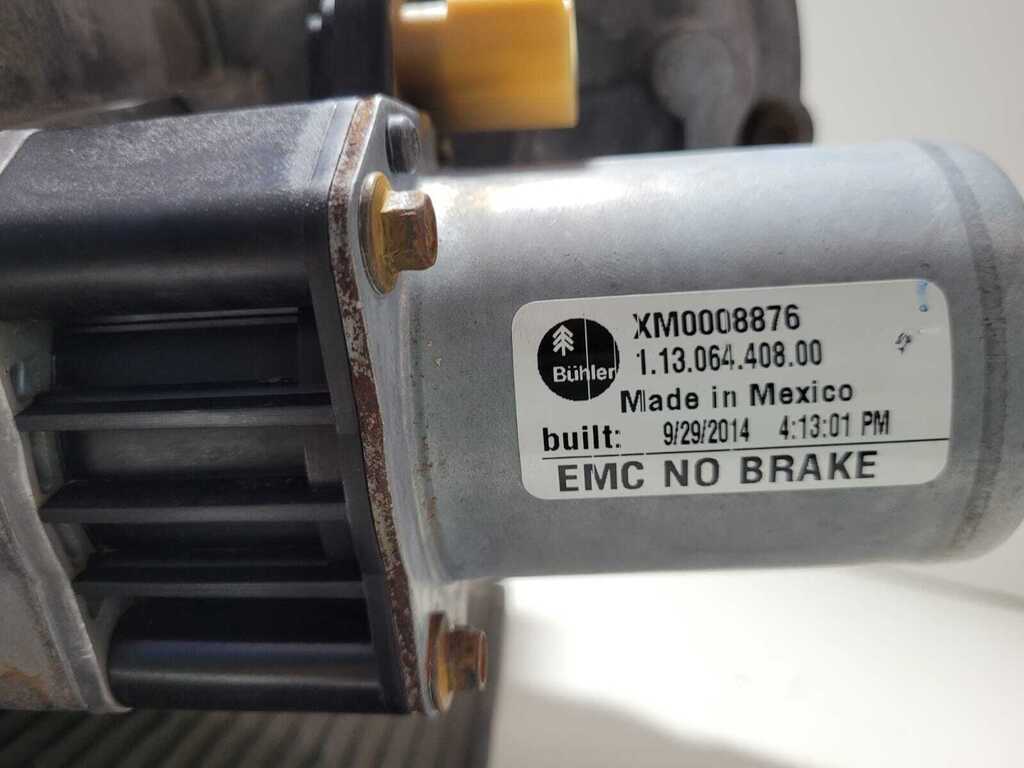 Bühler
XM0008876
1.13.064.408.00
Made in Mexico
built: 9/29/2014 4:13:01 PM
EMC NO BRAKE